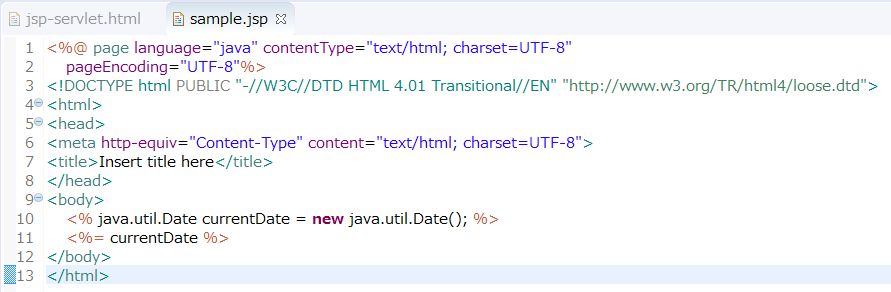 jsp-servlet.html sample.jsp
1 <%@ page language="java" contentType="text/html; charset=UTF-8"
2     pageEncoding="UTF-8"%>
3 <!DOCTYPE html PUBLIC "-//W3C//DTD HTML 4.01 Transitional//EN" "http://www.w3.org/TR/html4/loose.dtd">
4 <html>
5 <head>
6 <meta http-equiv="Content-Type" content="text/html; charset=UTF-8">
7 <title>Insert title here</title>
8 </head>
9 <body>
10     <% java.util.Date currentDate = new java.util.Date(); %>
11     <%= currentDate %>
12 </body>
13 </html>